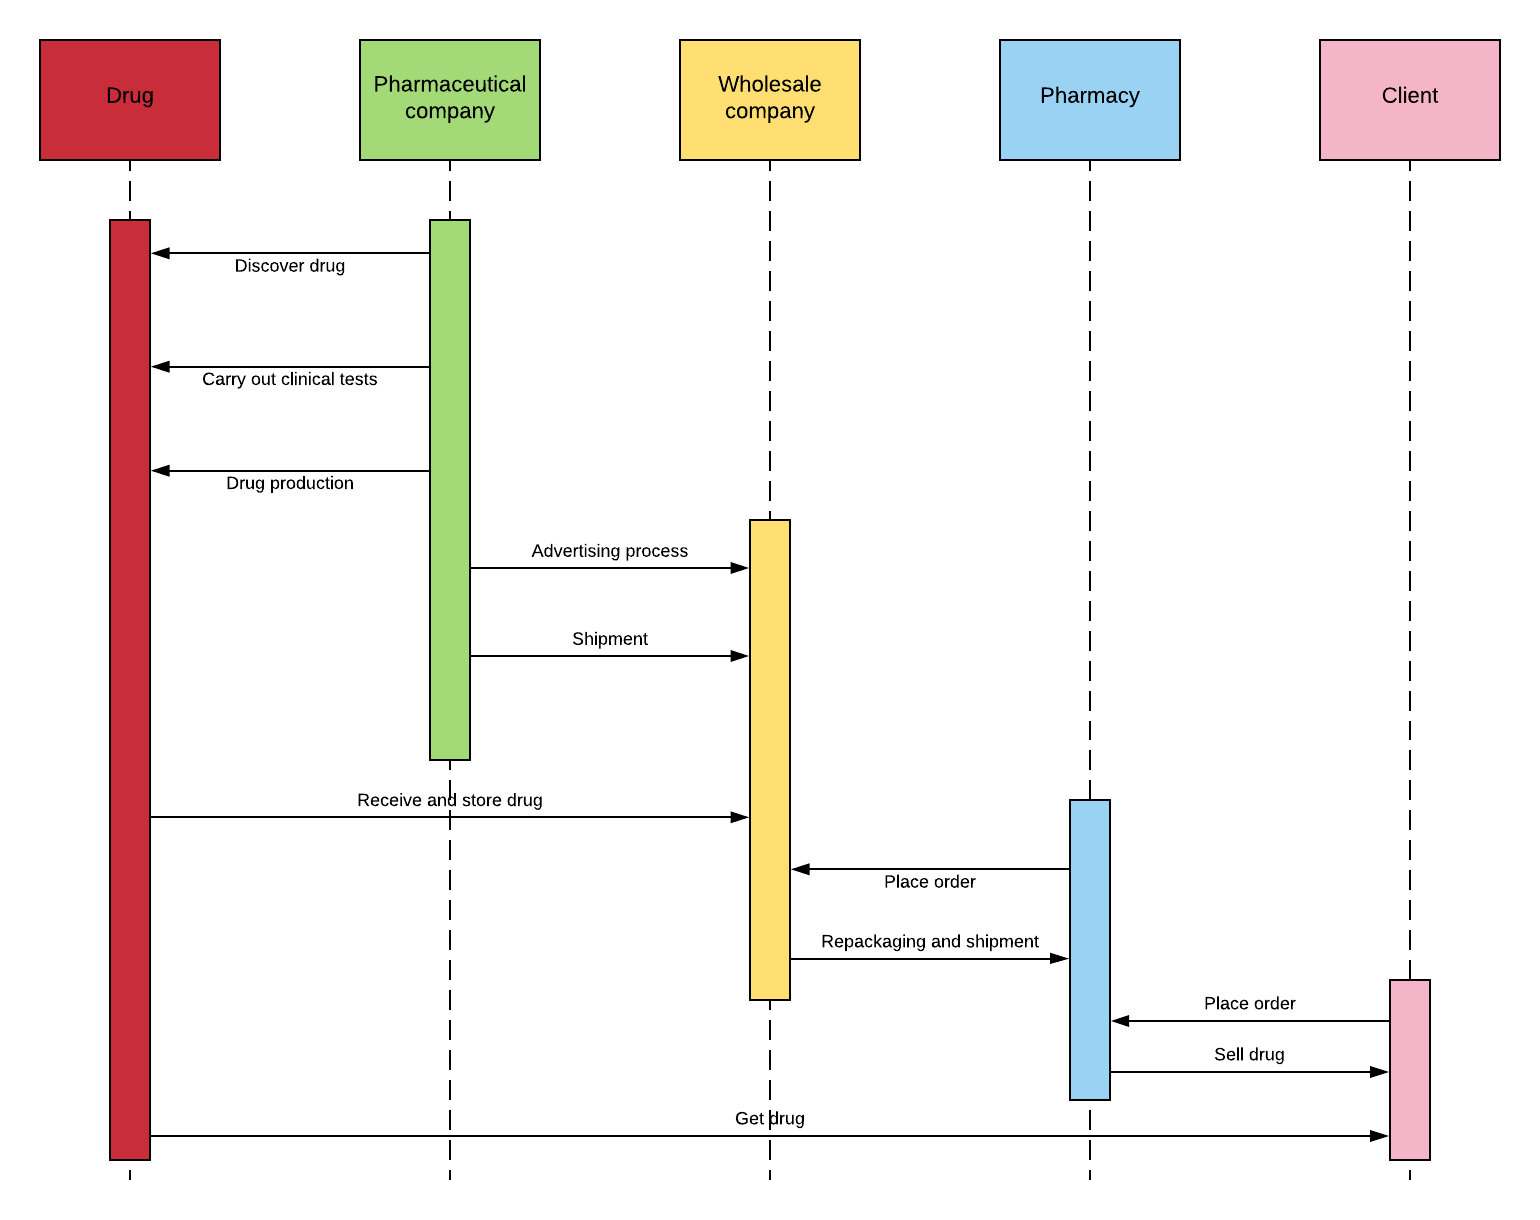 Drug
Pharmaceutical
company
Wholesale
company
Pharmacy
Client
Discover drug
Carry out clinical tests
Drug production
Advertising process
Shipment
Receive and store drug
Place order
Repackaging and shipment
Place order
Sell drug
Get drug